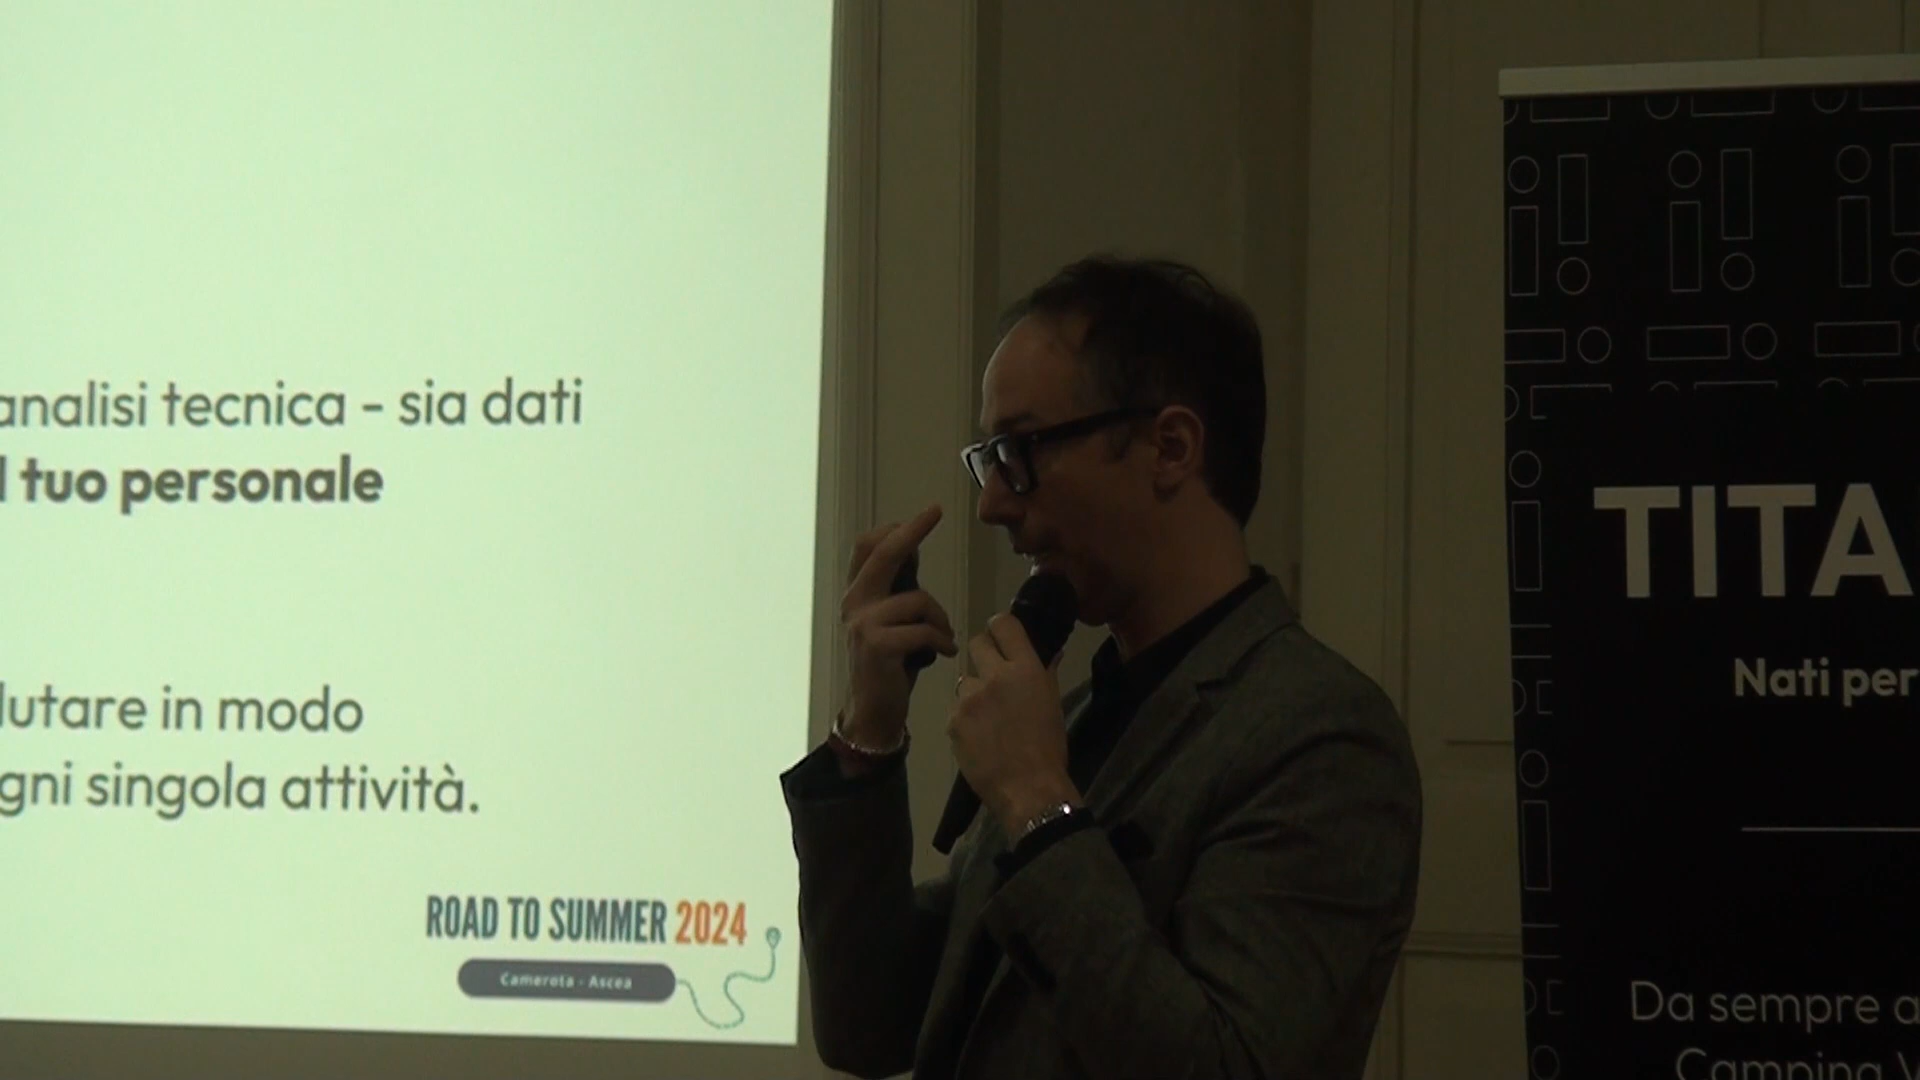 analisi tecnica - sia dati
l tuo personale
lutare in modo
gni singola attività.
ROAD TO SUMMER 2024
Camerota - Ascea
TITA
Nati per
Da sempre a
Camping V